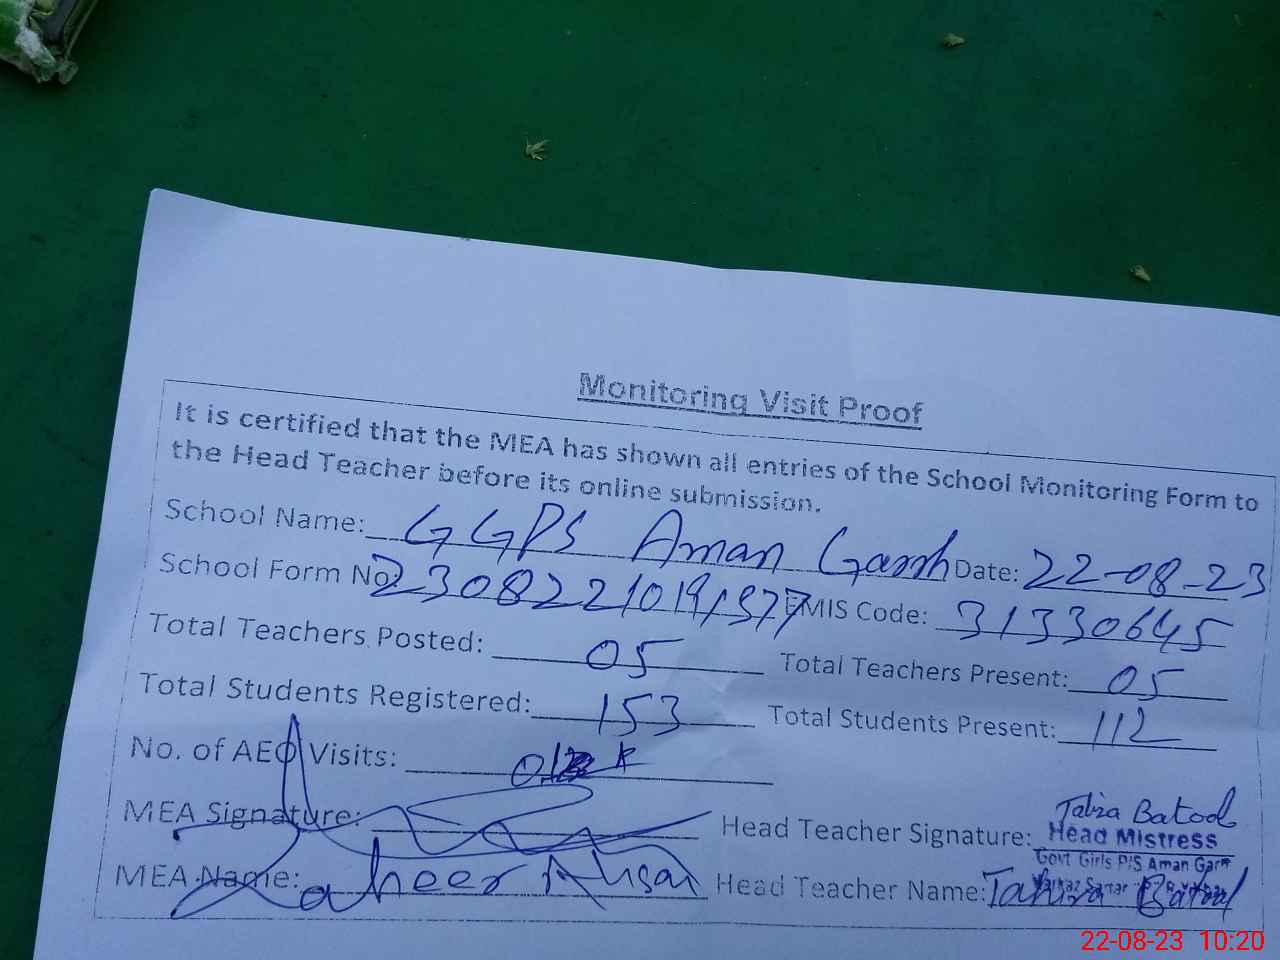 Monitoring Visit Proof
It is certified that the MEA has shown all entries of the School Monitoring Form to
the Head Teacher before its online submission.
School Name: GGPS Aman Garrh Date: 22-08-23
School Form No 2308221019 EMIS Code: 31330645
Total Teachers Posted: 05 Total Teachers Present: 05
Total Students Registered: 153 Total Students Present: 112
No. of AEO Visits:
MEA Signature: Head Teacher Signature: Tahira Batool
Head Mistress
Govt Girls P/S Aman Garh
MEA Name: Zaheer Ahsan Head Teacher Name: Tahira Batool
22-08-23 10:20